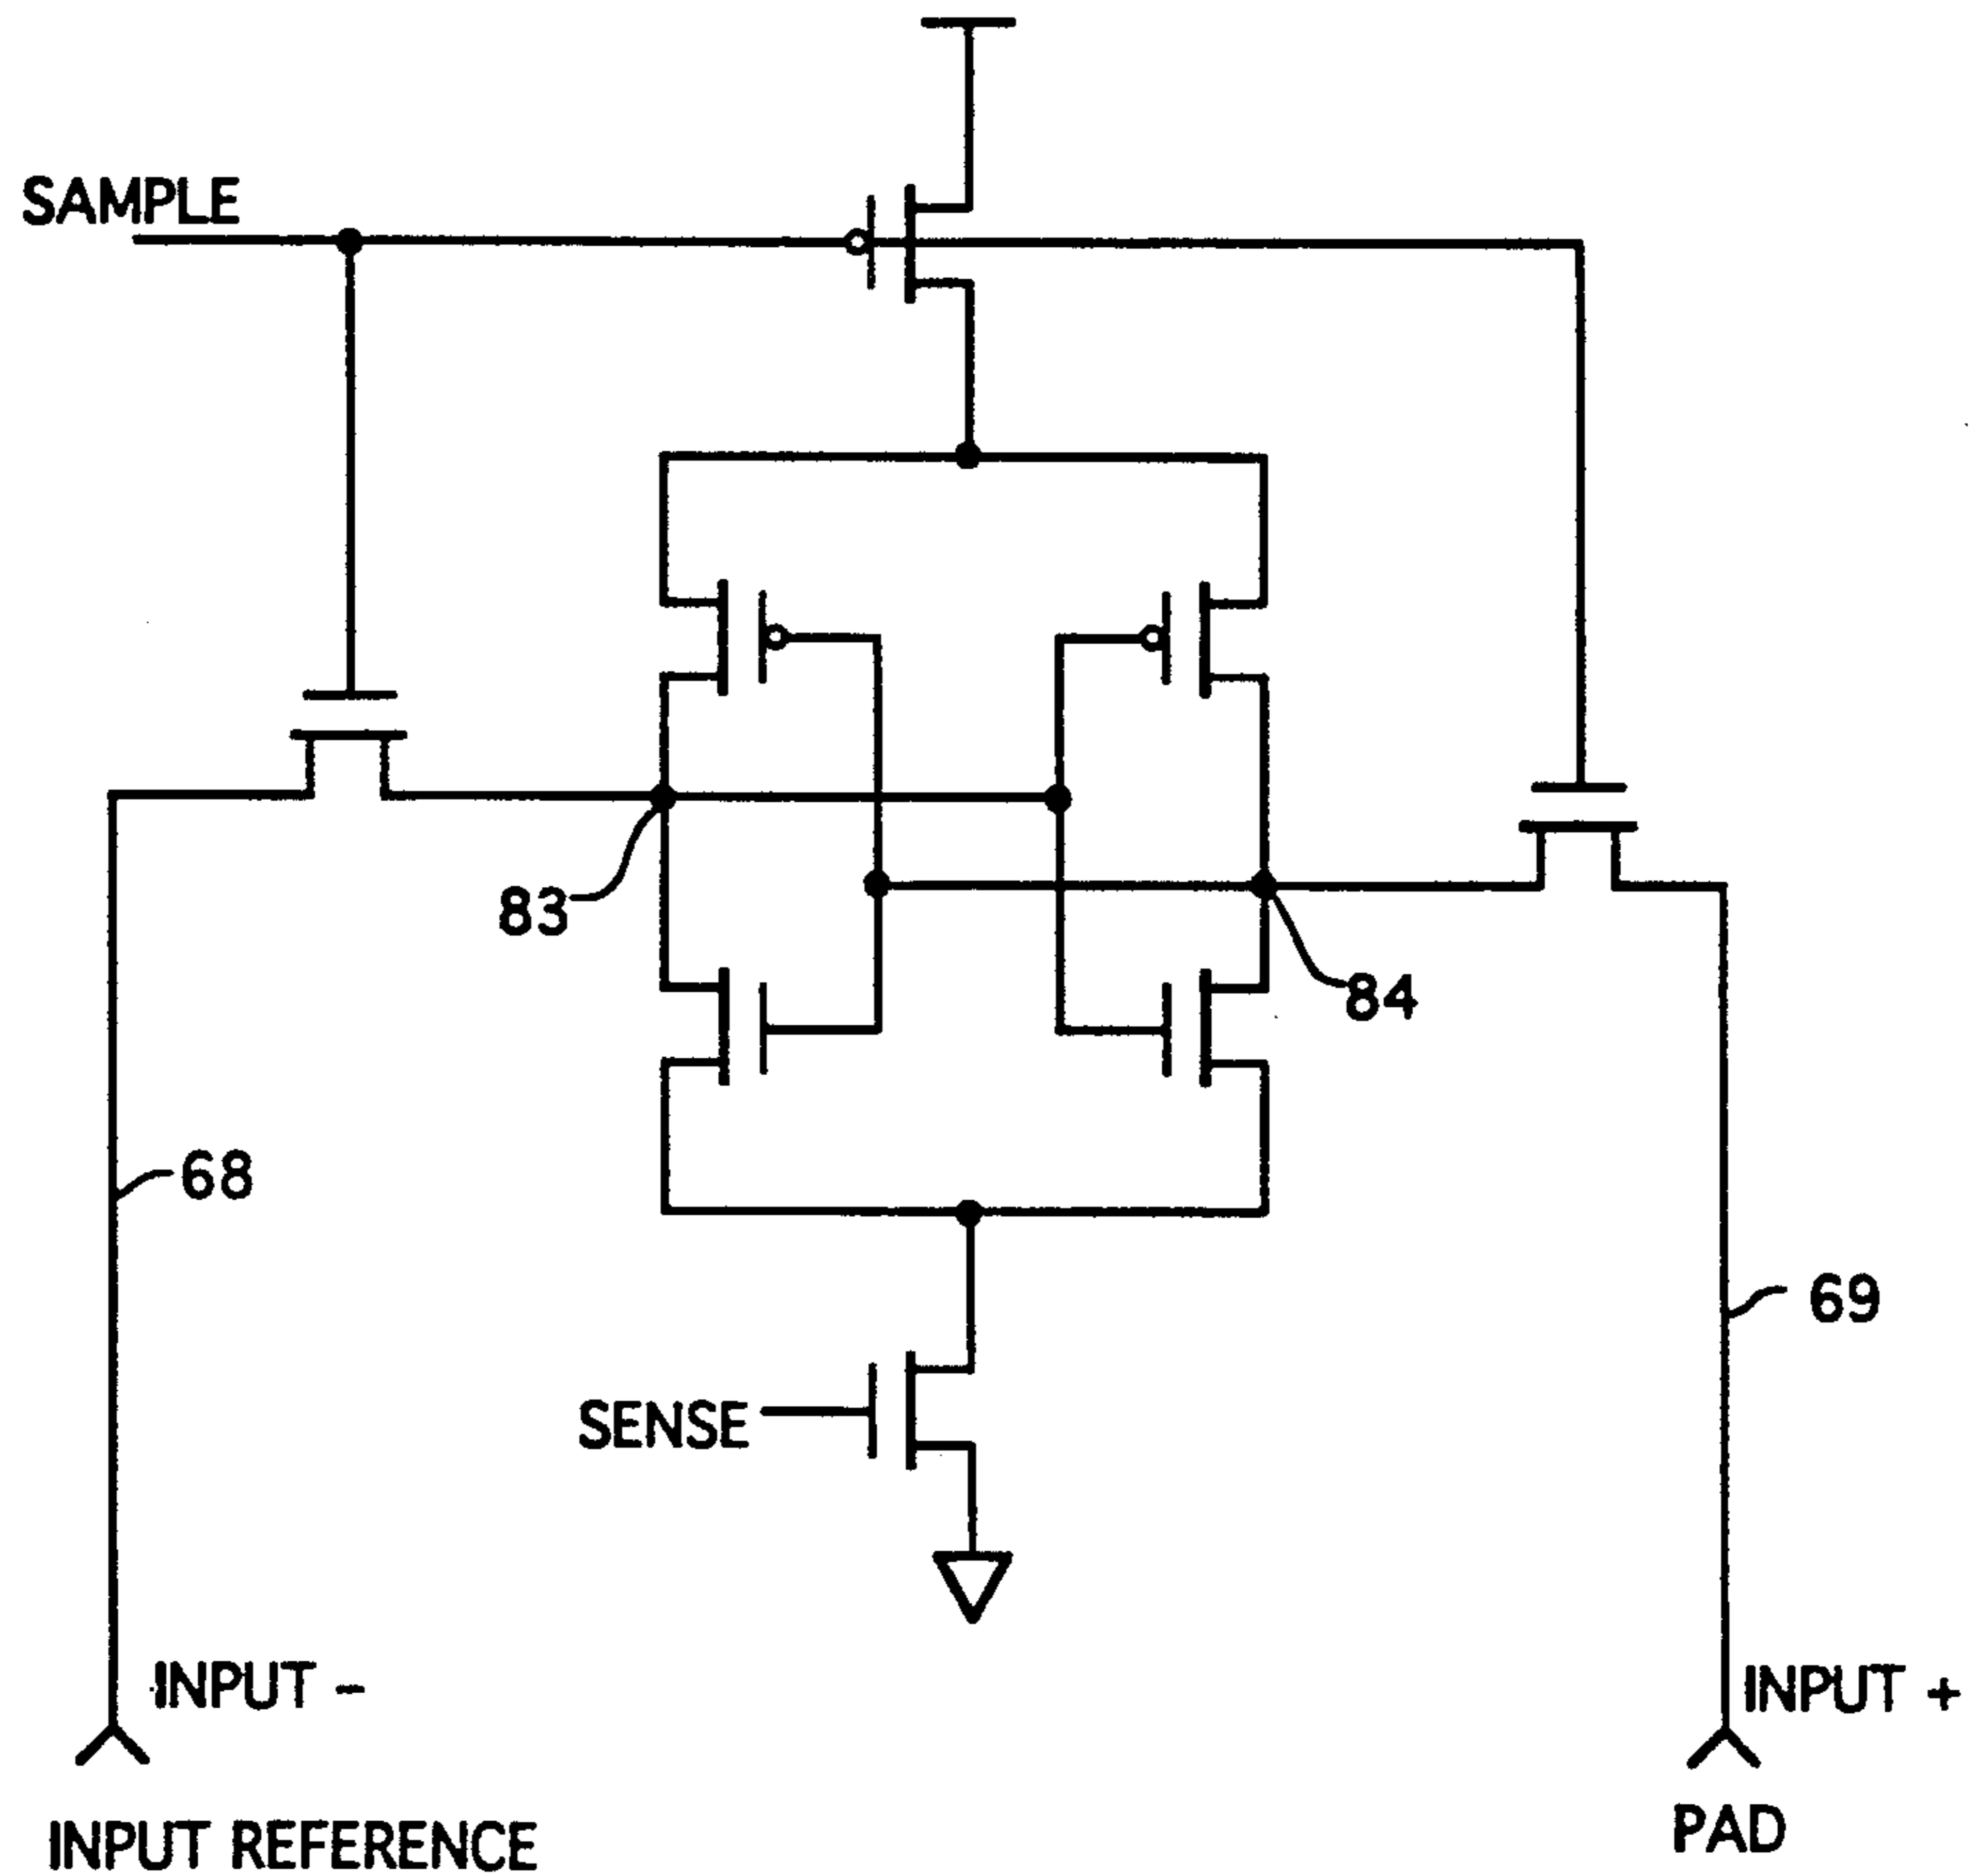 SAMPLE
83
84
68
69
SENSE
INPUT -
INPUT +
INPUT REFERENCE
PAD